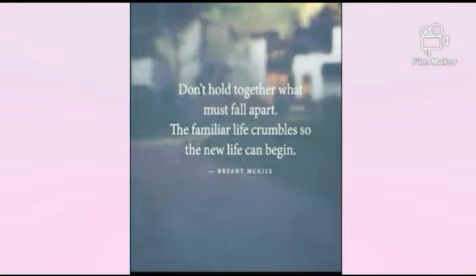 Film Maker
Don't hold together what
must fall apart.
The familiar life crumbles so
the new life can begin.
— BRYANT MCGILL